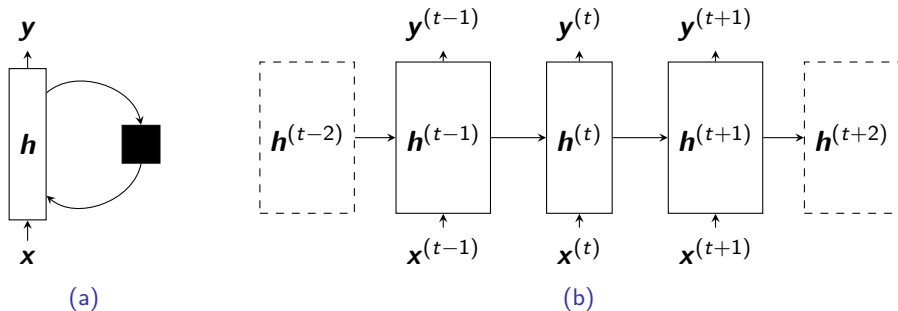 y
h
x
(a)
y(t−1) y(t) y(t+1)
h(t−2) h(t−1) h(t) h(t+1) h(t+2)
x(t−1) x(t) x(t+1)
(b)